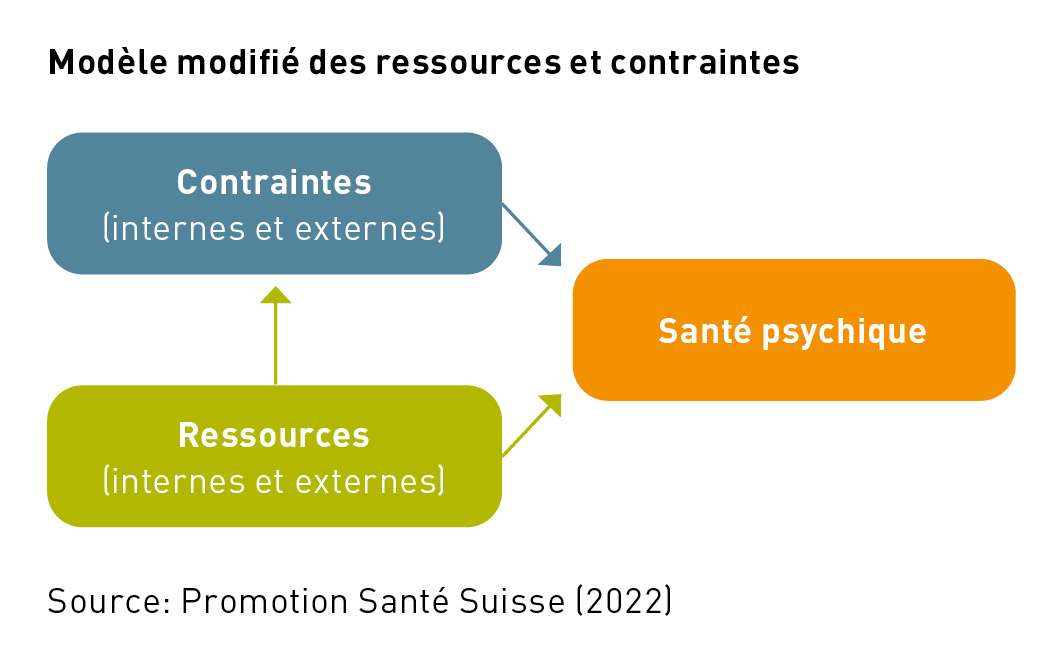 Modèle modifié des ressources et contraintes
Contraintes
(internes et externes)
Santé psychique
Ressources
(internes et externes)
Source: Promotion Santé Suisse (2022)